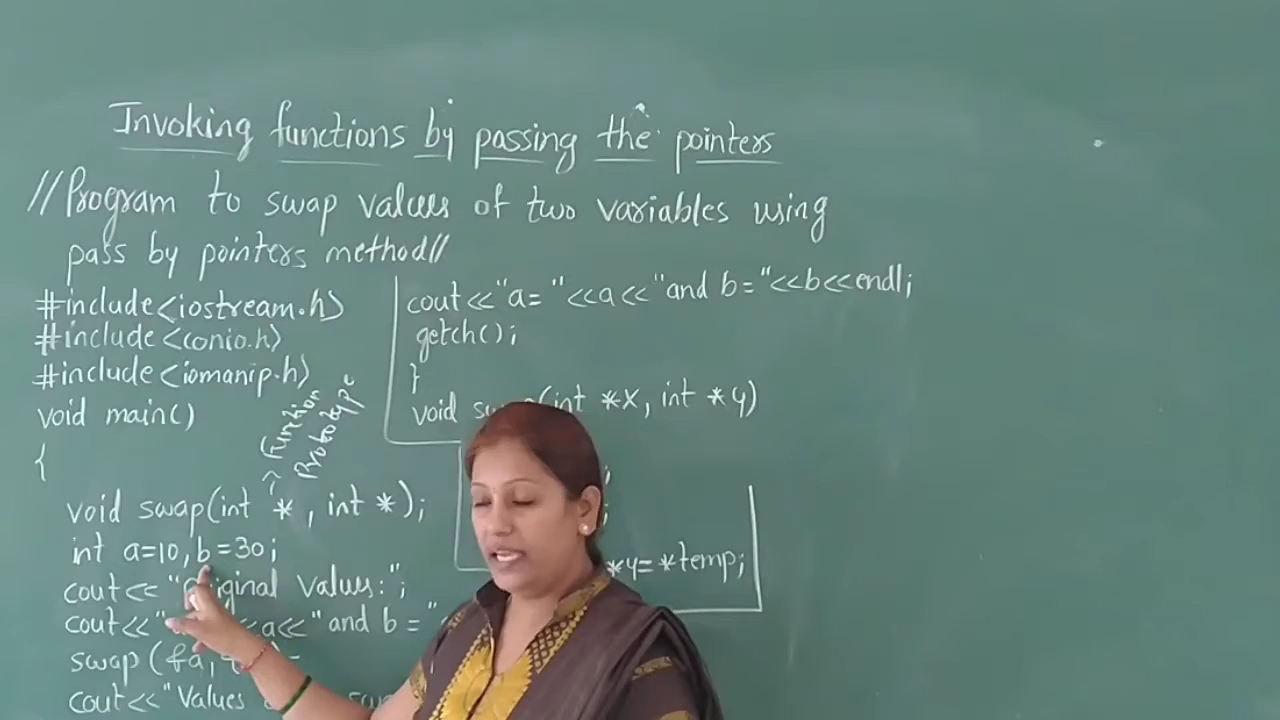 Invoking functions by passing the pointers
//Program to swap values of two variables using
pass by pointers method//
#include<iostream.h>
#include<conio.h>
#include<iomanip.h>
void main()
{
Function
Prototype
void swap(int *, int *);
int a=10,b=30;
cout<<"Original Values:";
cout<<" <<a<<"and b = "<
swap (&a,
cout<<"Values
cout<<"a= "<<a<<"and b="<<b<<endl;
getch();
}
void (int *x, int *y)
;
;
*y= *temp;